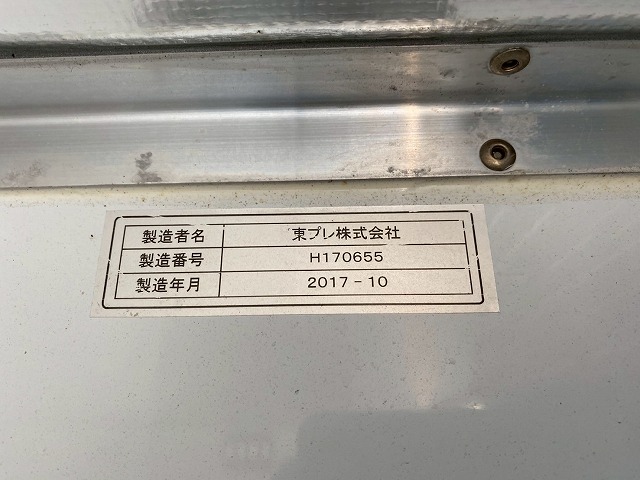 製造者名 東プレ株式会社
製造番号 H170655
製造年月 2017-10